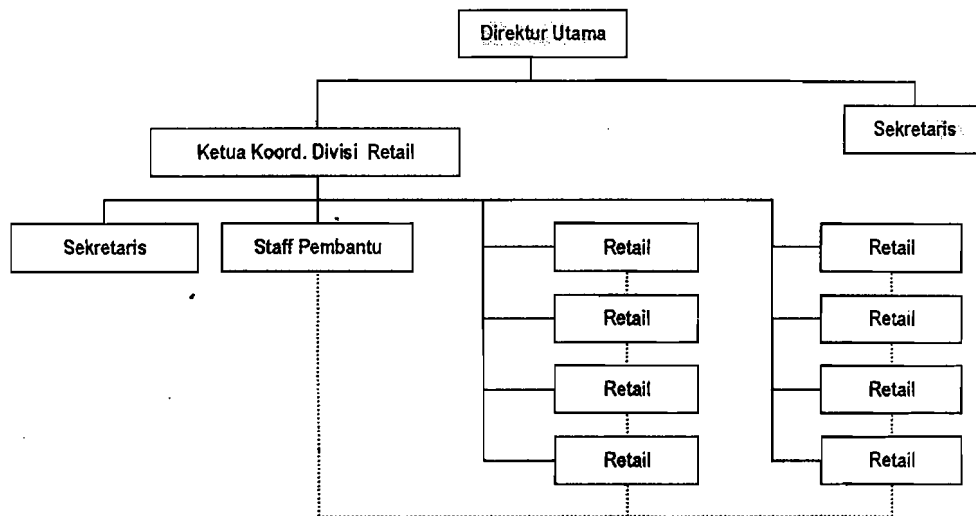 Direktur Utama
Sekretaris
Ketua Koord. Divisi Retail
Sekretaris
Staff Pembantu
Retail
Retail
Retail
Retail
Retail
Retail
Retail
Retail